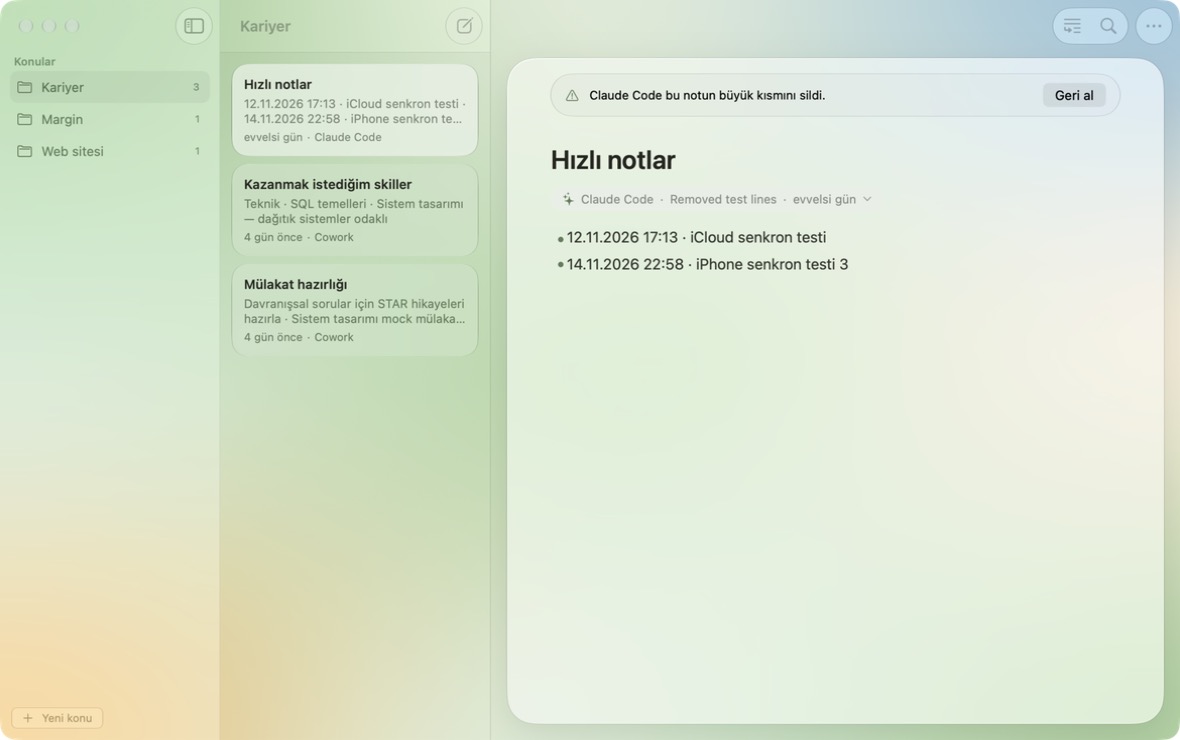 Konular
Kariyer 3
Margin 1
Web sitesi 1
Yeni konu
Kariyer
Hızlı notlar
12.11.2026 17:13 · iCloud senkron testi ·
14.11.2026 22:58 · iPhone senkron te...
evvelsi gün · Claude Code
Kazanmak istediğim skiller
Teknik · SQL temelleri · Sistem tasarımı
— dağıtık sistemler odaklı
4 gün önce · Cowork
Mülakat hazırlığı
Davranışsal sorular için STAR hikayeleri
hazırla · Sistem tasarımı mock mülaka...
4 gün önce · Cowork
Claude Code bu notun büyük kısmını sildi.
Geri al
Hızlı notlar
Claude Code · Removed test lines · evvelsi gün
• 12.11.2026 17:13 · iCloud senkron testi
• 14.11.2026 22:58 · iPhone senkron testi 3